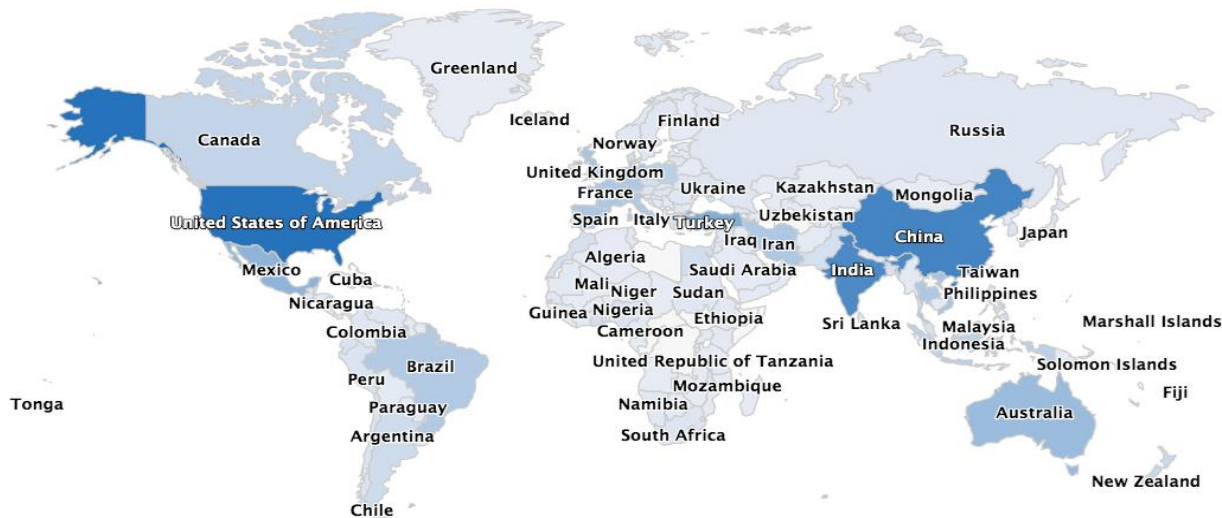 Greenland
Iceland
Finland
Canada
Norway
Russia
United Kingdom
France
Ukraine
Kazakhstan
Mongolia
United States of America
Spain
Italy
Turkey
Uzbekistan
China
Japan
Iraq
Iran
Mexico
Cuba
Algeria
Saudi Arabia
India
Taiwan
Mali
Niger
Sudan
Philippines
Nicaragua
Guinea
Nigeria
Ethiopia
Sri Lanka
Malaysia
Marshall Islands
Colombia
Cameroon
Indonesia
Brazil
United Republic of Tanzania
Solomon Islands
Peru
Mozambique
Fiji
Tonga
Paraguay
Namibia
Australia
Argentina
South Africa
New Zealand
Chile